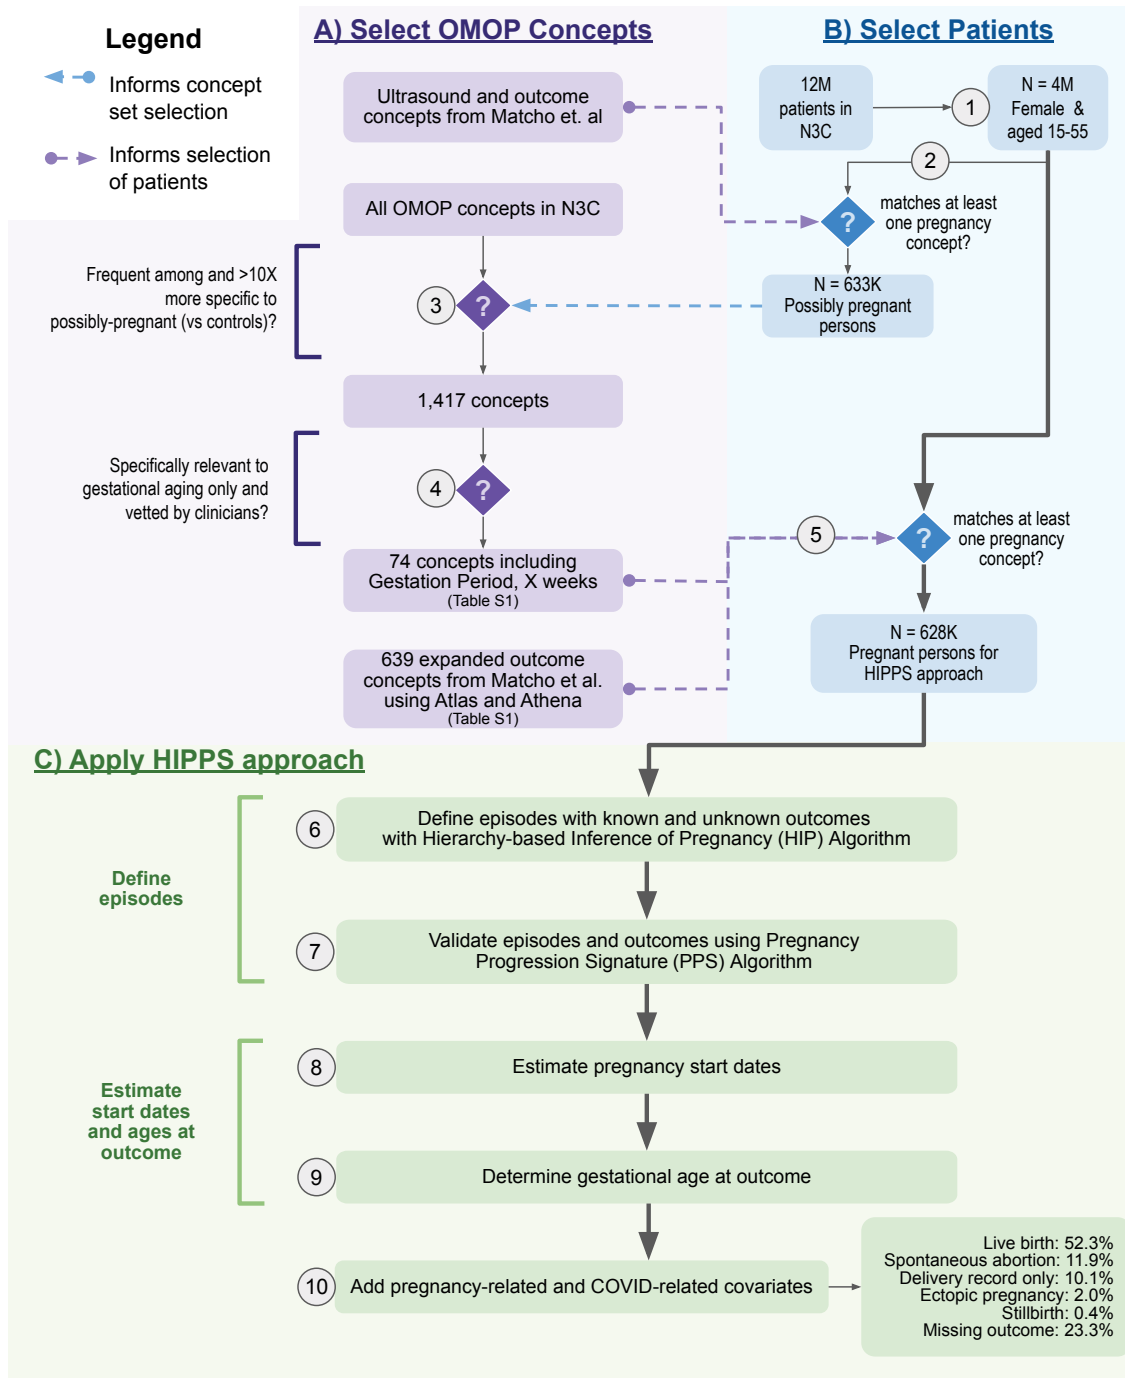 Legend
Informs concept
set selection
Informs selection
of patients
A) Select OMOP Concepts
Ultrasound and outcome
concepts from Matcho et. al
All OMOP concepts in N3C
Frequent among and >10X
more specific to
possibly-pregnant (vs controls)?
3
?
1,417 concepts
Specifically relevant to
gestational aging only and
vetted by clinicians?
4
?
74 concepts including
Gestation Period, X weeks
(Table S1)
639 expanded outcome
concepts from Matcho et al.
using Atlas and Athena
(Table S1)
B) Select Patients
12M
patients in
N3C
1
N = 4M
Female &
aged 15-55
2
?
matches at least
one pregnancy
concept?
N = 633K
Possibly pregnant
persons
5
?
matches at least
one pregnancy
concept?
N = 628K
Pregnant persons for
HIPPS approach
C) Apply HIPPS approach
Define
episodes
6
Define episodes with known and unknown outcomes
with Hierarchy-based Inference of Pregnancy (HIP) Algorithm
7
Validate episodes and outcomes using Pregnancy
Progression Signature (PPS) Algorithm
Estimate
start dates
and ages at
outcome
8
Estimate pregnancy start dates
9
Determine gestational age at outcome
10
Add pregnancy-related and COVID-related covariates
Live birth: 52.3%
Spontaneous abortion: 11.9%
Delivery record only: 10.1%
Ectopic pregnancy: 2.0%
Stillbirth: 0.4%
Missing outcome: 23.3%